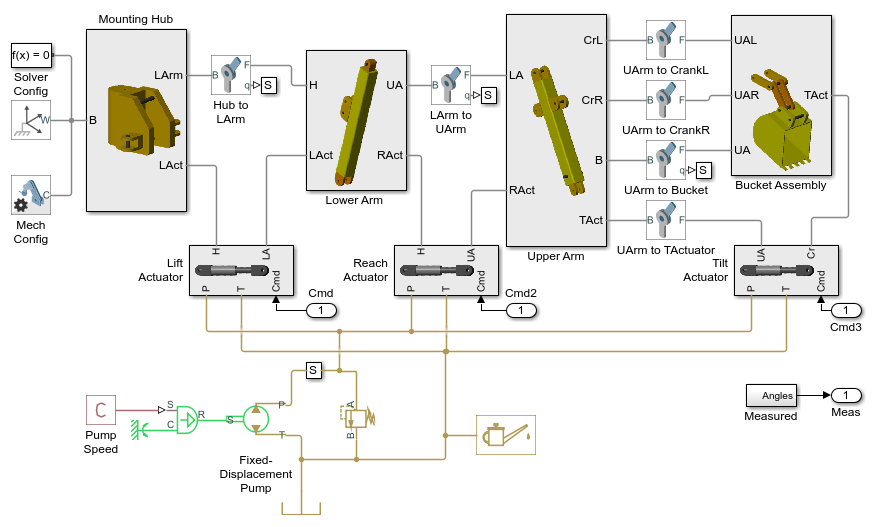 Mounting Hub
f(x) = 0
Solver
Config
W
B
C
Mech
Config
LArm
LAct
B
F
q
S
Hub to
LArm
H
LAct
UA
RAct
Lower Arm
B
F
q
S
LArm to
UArm
LA
RAct
CrL
CrR
B
TAct
Upper Arm
B
F
UArm to CrankL
B
F
UArm to CrankR
B
F
q
S
UArm to Bucket
B
F
UArm to TActuator
UAL
UAR
UA
TAct
Bucket Assembly
Lift
Actuator
H
LA
P
T
Cmd
Cmd
1
Reach
Actuator
H
UA
P
T
Cmd
Cmd2
1
Tilt
Actuator
UA
Cr
P
T
Cmd
1
Cmd3
S
C
Pump
Speed
S
C
R
S
P
T
Fixed-
Displacement
Pump
A
B
Angles
Measured
1
Meas